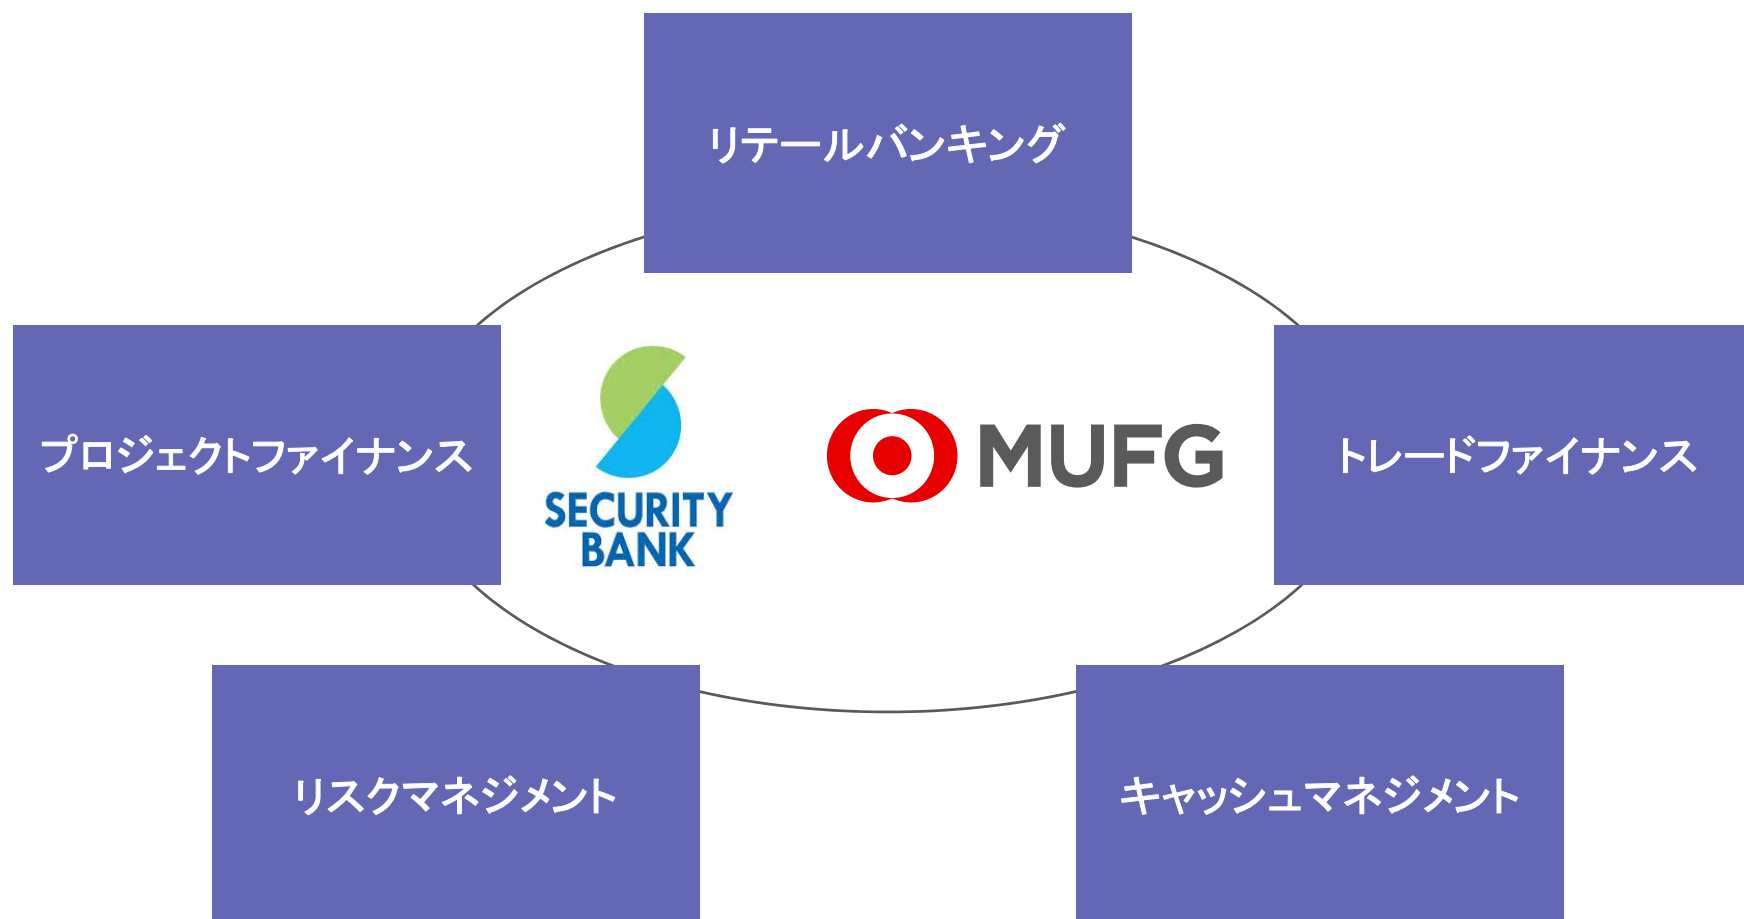 リテールバンキング
プロジェクトファイナンス
SECURITY
BANK
MUFG
トレードファイナンス
リスクマネジメント
キャッシュマネジメント